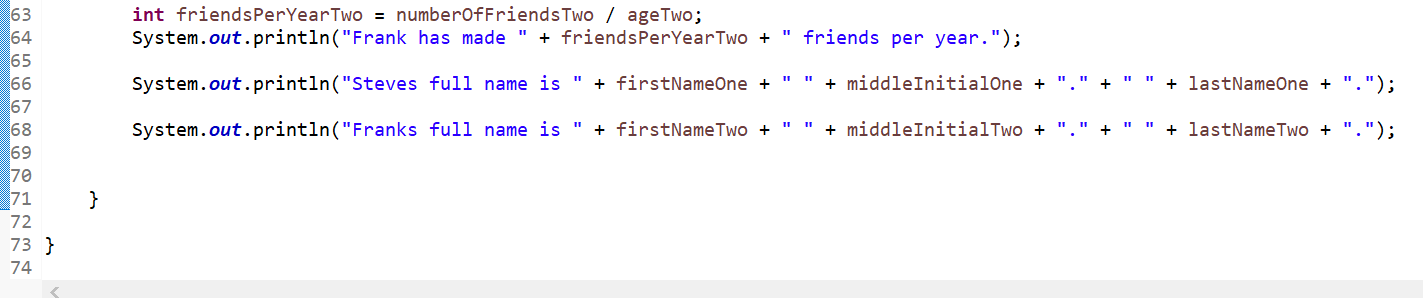 63 int friendsPerYearTwo = numberOfFriendsTwo / ageTwo;
64 System.out.println("Frank has made " + friendsPerYearTwo + " friends per year.");
65
66 System.out.println("Steves full name is " + firstNameOne + " " + middleInitialOne + "." + " " + lastNameOne + ".");
67
68 System.out.println("Franks full name is " + firstNameTwo + " " + middleInitialTwo + "." + " " + lastNameTwo + ".");
69
70
71 }
72
73 }
74